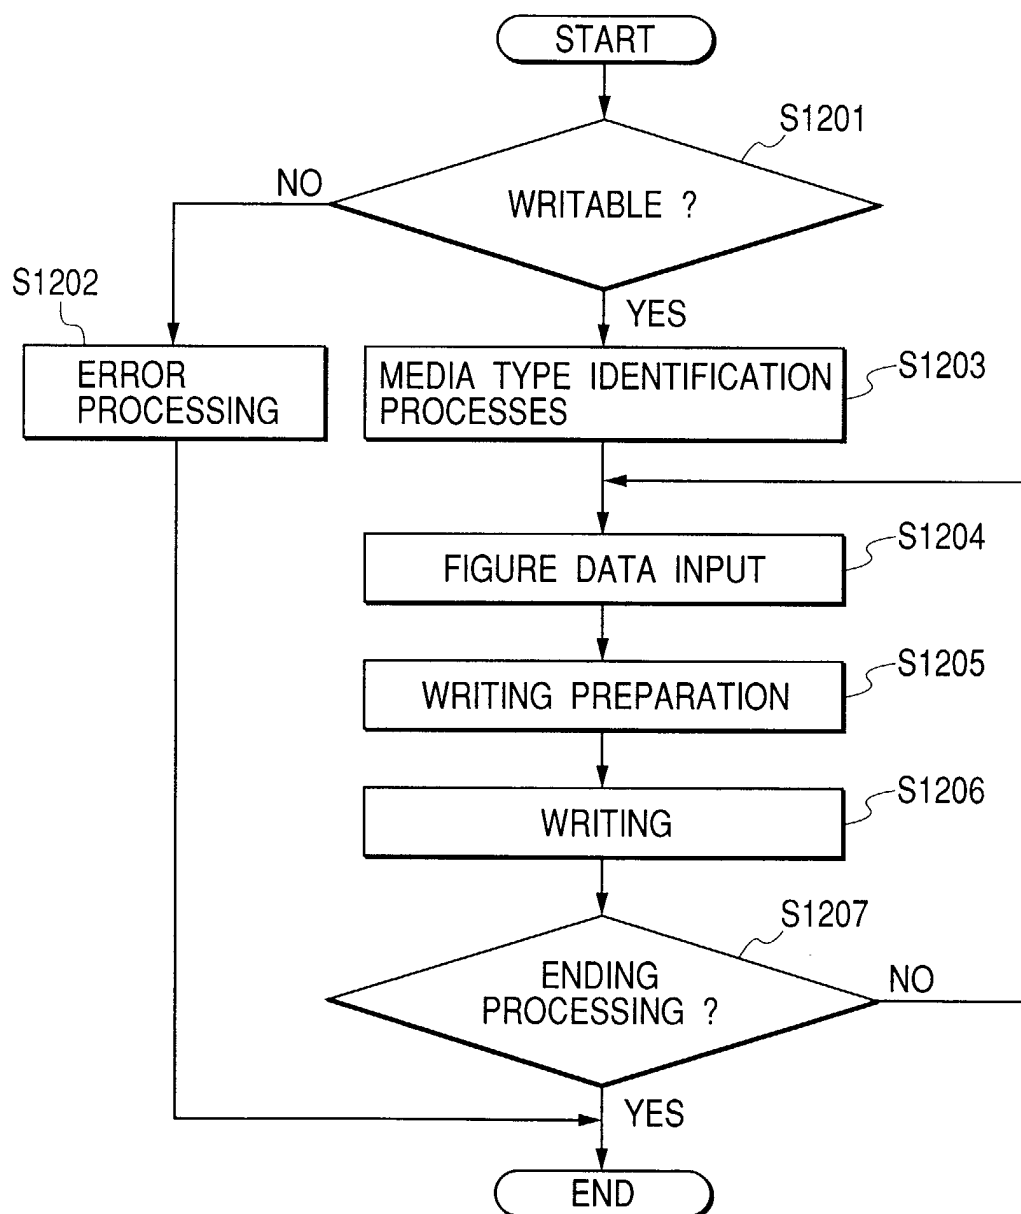 START
S1201
NO
WRITABLE ?
S1202
YES
ERROR
PROCESSING
MEDIA TYPE IDENTIFICATION
PROCESSES
S1203
S1204
FIGURE DATA INPUT
S1205
WRITING PREPARATION
S1206
WRITING
S1207
ENDING
PROCESSING ?
NO
YES
END